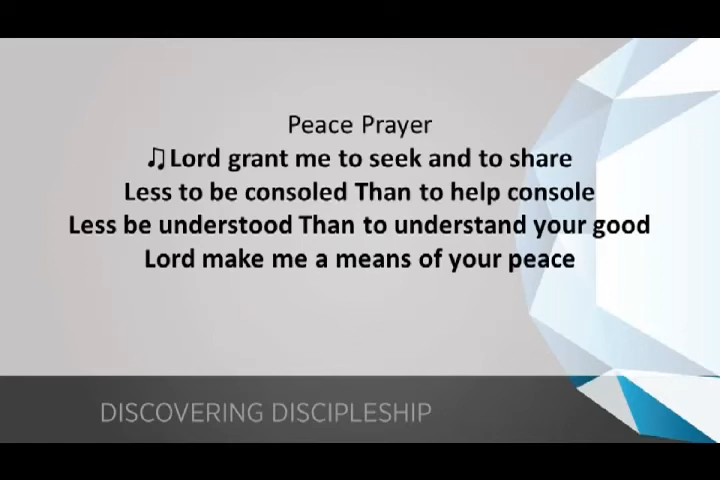 Peace Prayer
♫Lord grant me to seek and to share
Less to be consoled Than to help console
Less be understood Than to understand your good
Lord make me a means of your peace
DISCOVERING DISCIPLESHIP